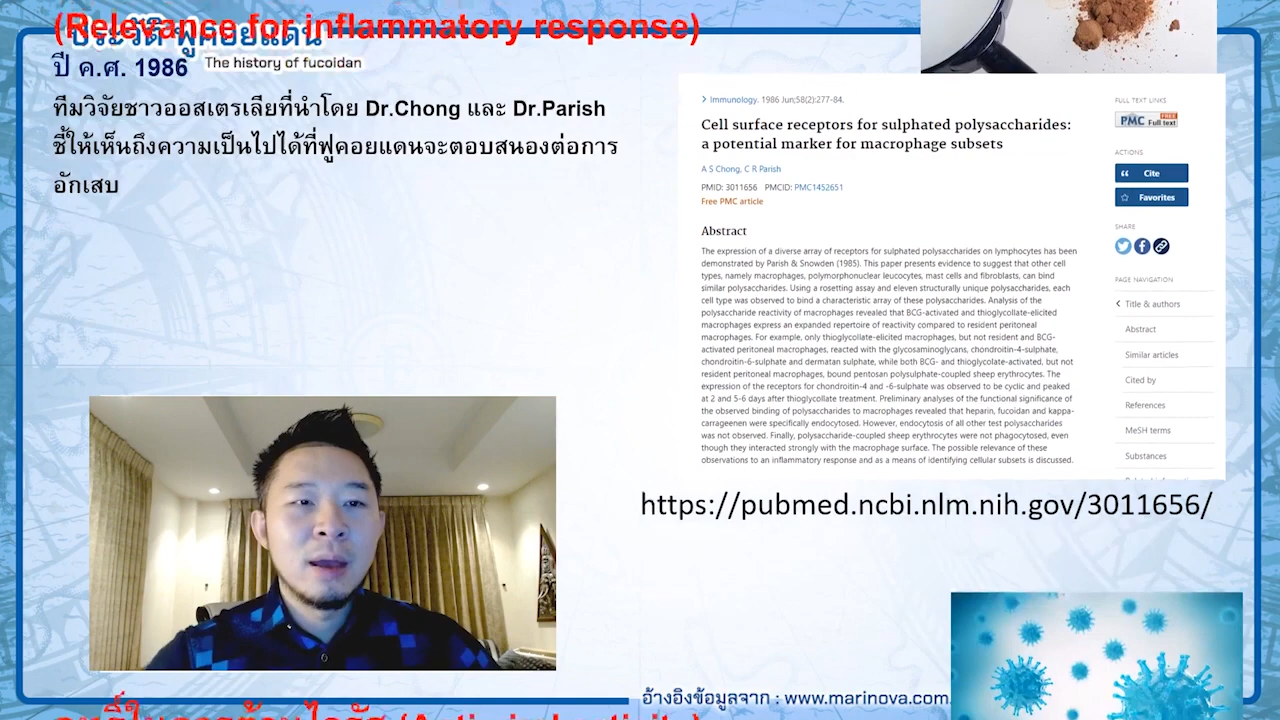 (Relevance for inflammatory response)
ประวัติ ฟูคอยแดน
The history of fucoidan
ปี ค.ศ. 1986
ทีมวิจัยชาวออสเตรเลียที่นำโดย Dr.Chong และ Dr.Parish
ชี้ให้เห็นถึงความเป็นไปได้ที่ฟูคอยแดนจะตอบสนองต่อการ
อักเสบ
Immunology. 1986 Jun;58(2):277-84.
Cell surface receptors for sulphated polysaccharides:
a potential marker for macrophage subsets
A S Chong, C R Parish
PMID: 3011656 PMCID: PMC1452651
Free PMC article
Abstract
The expression of a diverse array of receptors for sulphated polysaccharides on lymphocytes has been
demonstrated by Parish & Snowden (1985). This paper presents evidence to suggest that other cell
types, namely macrophages, polymorphonuclear leucocytes, mast cells and fibroblasts, can bind
similar polysaccharides. Using a rosetting assay and eleven structurally unique polysaccharides, each
cell type was observed to bind a characteristic array of these polysaccharides. Analysis of the
polysaccharide reactivity of macrophages revealed that BCG-activated and thioglycollate-elicited
macrophages express an expanded repertoire of reactivity compared to resident peritoneal
macrophages. For example, only thioglycollate-elicited macrophages, but not resident and BCG-
activated peritoneal macrophages, reacted with the glycosaminoglycans, chondroitin-4-sulphate,
chondroitin-6-sulphate and dermatan sulphate, while both BCG- and thioglycolate-activated, but not
resident peritoneal macrophages, bound pentosan polysulphate-coupled sheep erythrocytes. The
expression of the receptors for chondroitin-4 and -6-sulphate was observed to be cyclic and peaked
at 2 and 5-6 days after thioglycollate treatment. Preliminary analyses of the functional significance of
the observed binding of polysaccharides to macrophages revealed that heparin, fucoidan and kappa-
carrageenen were specifically endocytosed. However, endocytosis of all other test polysaccharides
was not observed. Finally, polysaccharide-coupled sheep erythrocytes were not phagocytosed, even
though they interacted strongly with the macrophage surface. The possible relevance of these
observations to an inflammatory response and as a means of identifying cellular subsets is discussed.
FULL TEXT LINKS
PMC FREE Full text
ACTIONS
Cite
Favorites
SHARE
PAGE NAVIGATION
Title & authors
Abstract
Similar articles
Cited by
References
MeSH terms
Substances
https://pubmed.ncbi.nlm.nih.gov/3011656/
อ้างอิงข้อมูลจาก : www.marinova.com.